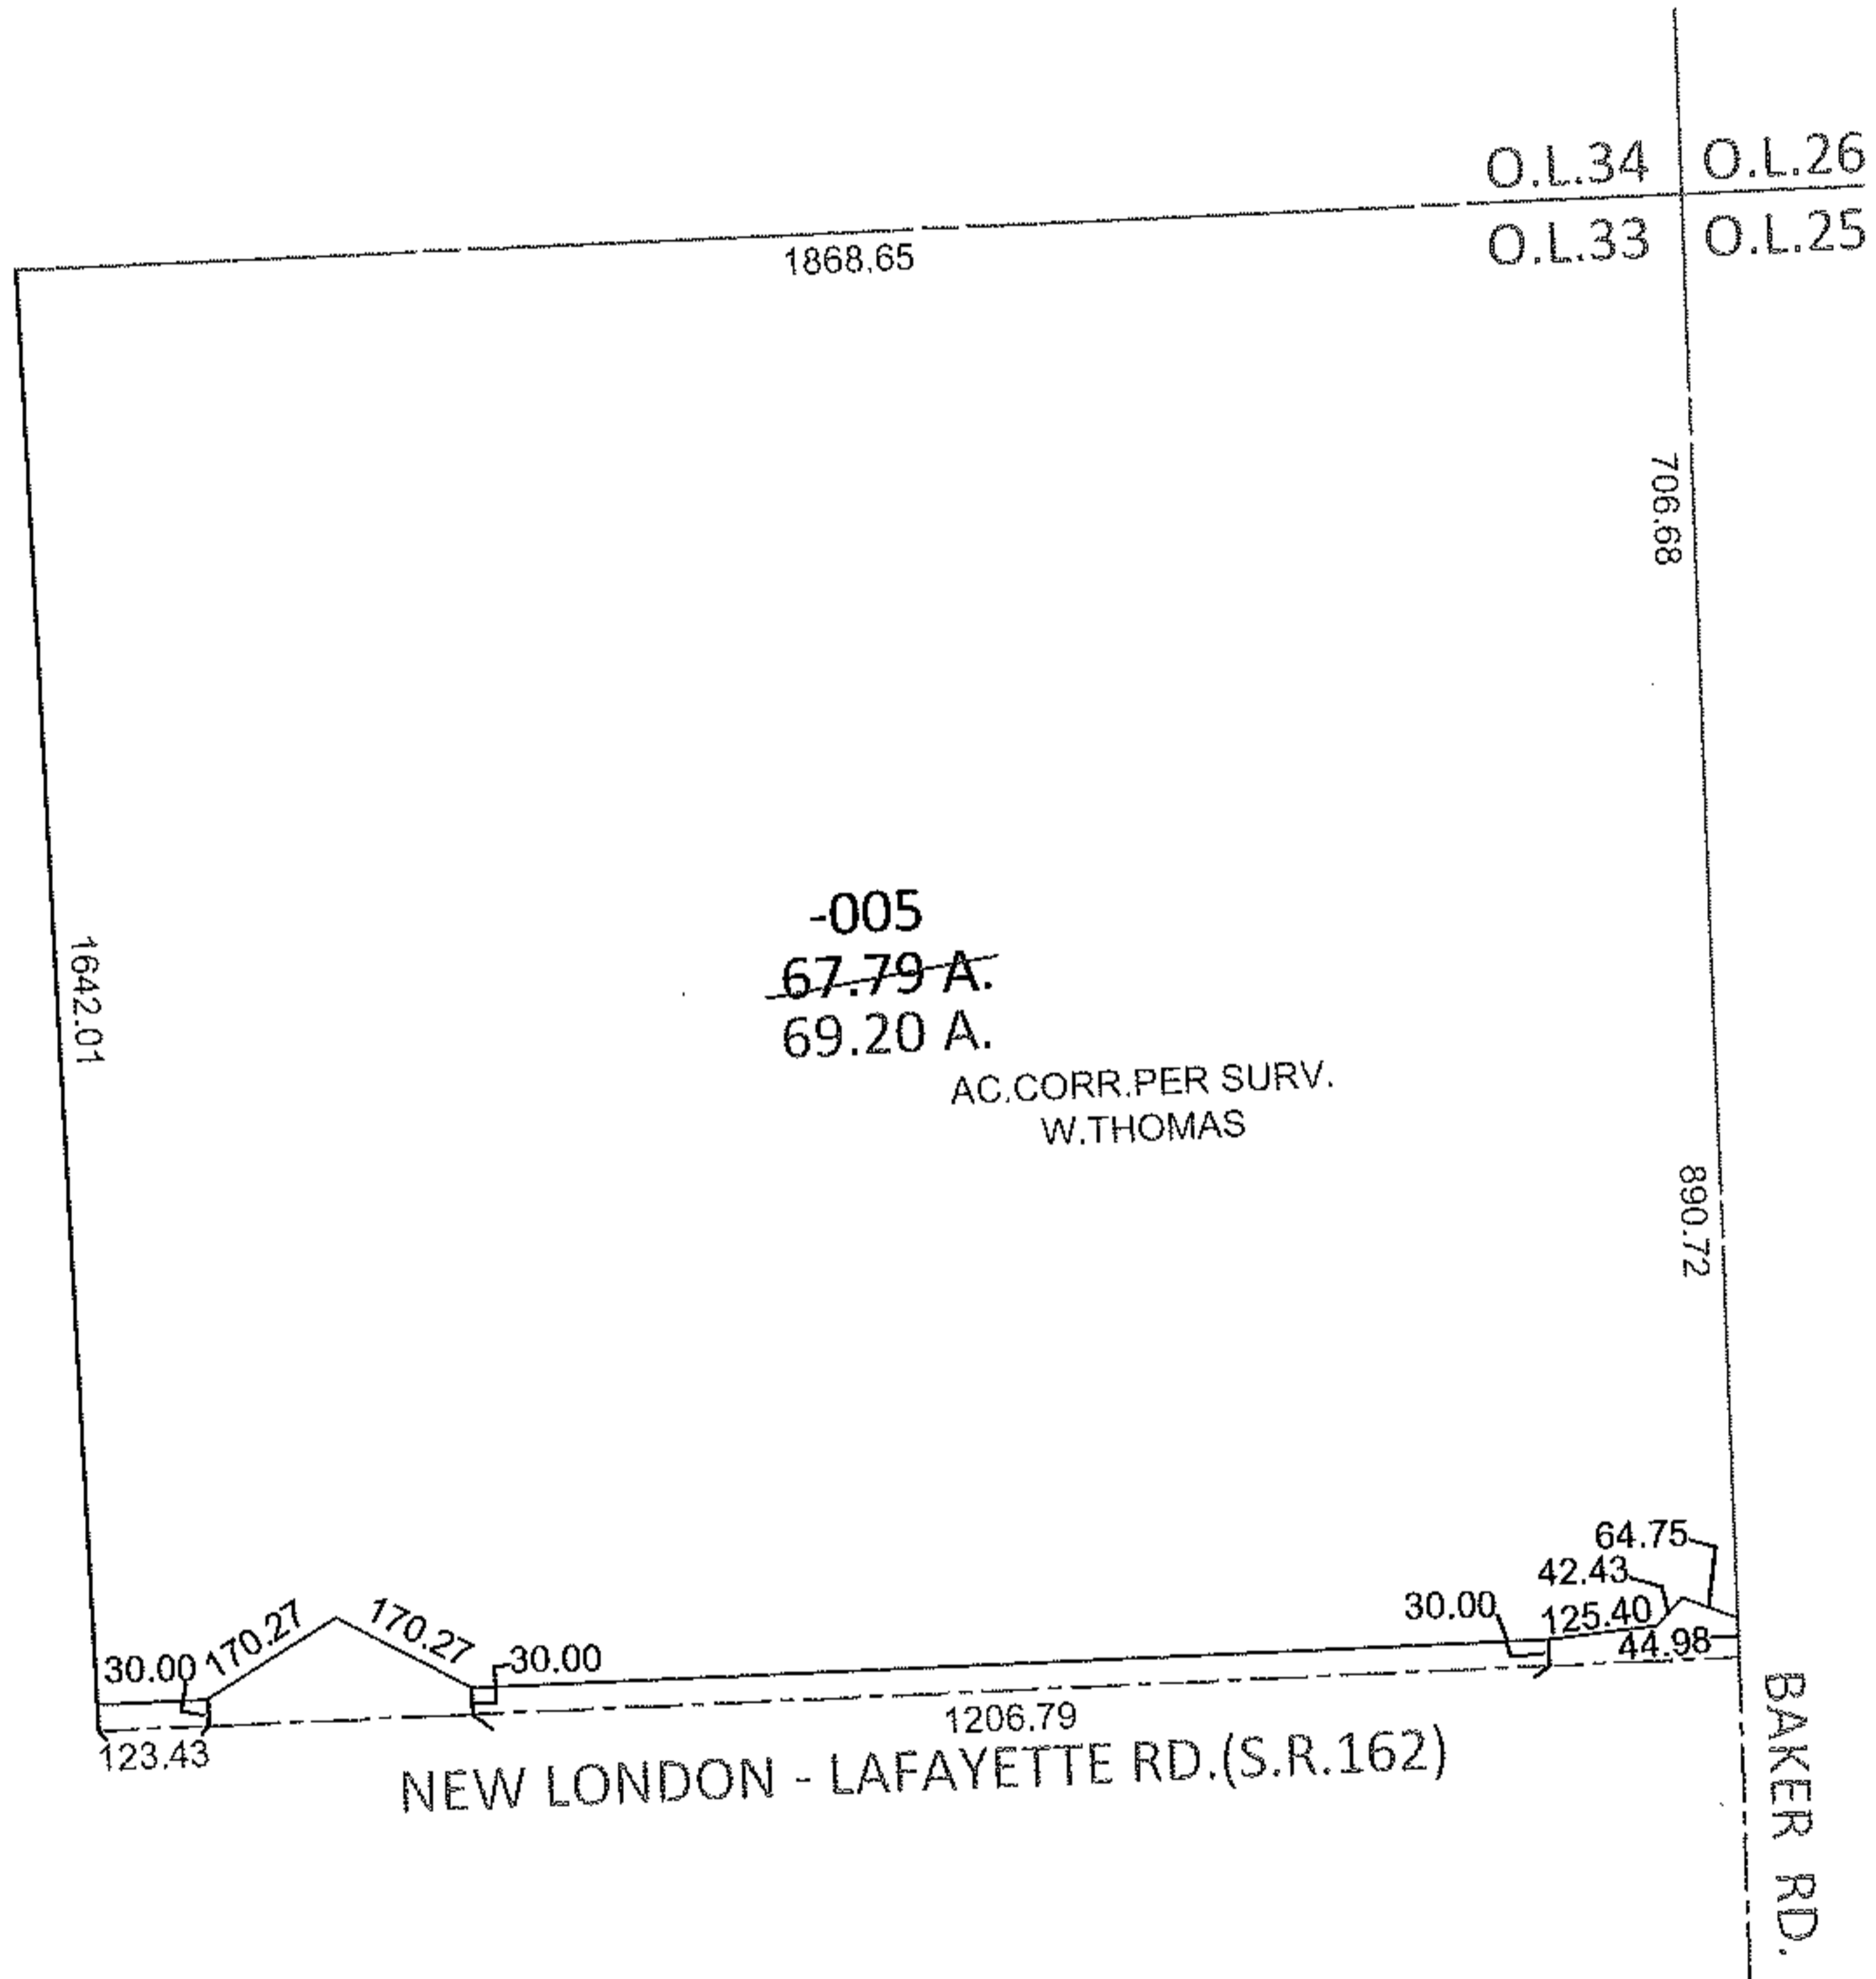 O.L.34
O.L.26
O.L.33
O.L.25
1868.65
706.68
-005
67.79 A.
69.20 A.
AC.CORR.PER SURV.
W.THOMAS
1642.01
890.72
64.75
42.43
30.00
125.40
44.98
170.27
170.27
30.00
30.00
1206.79
123.43
NEW LONDON - LAFAYETTE RD.(S.R.162)
BAKER RD.